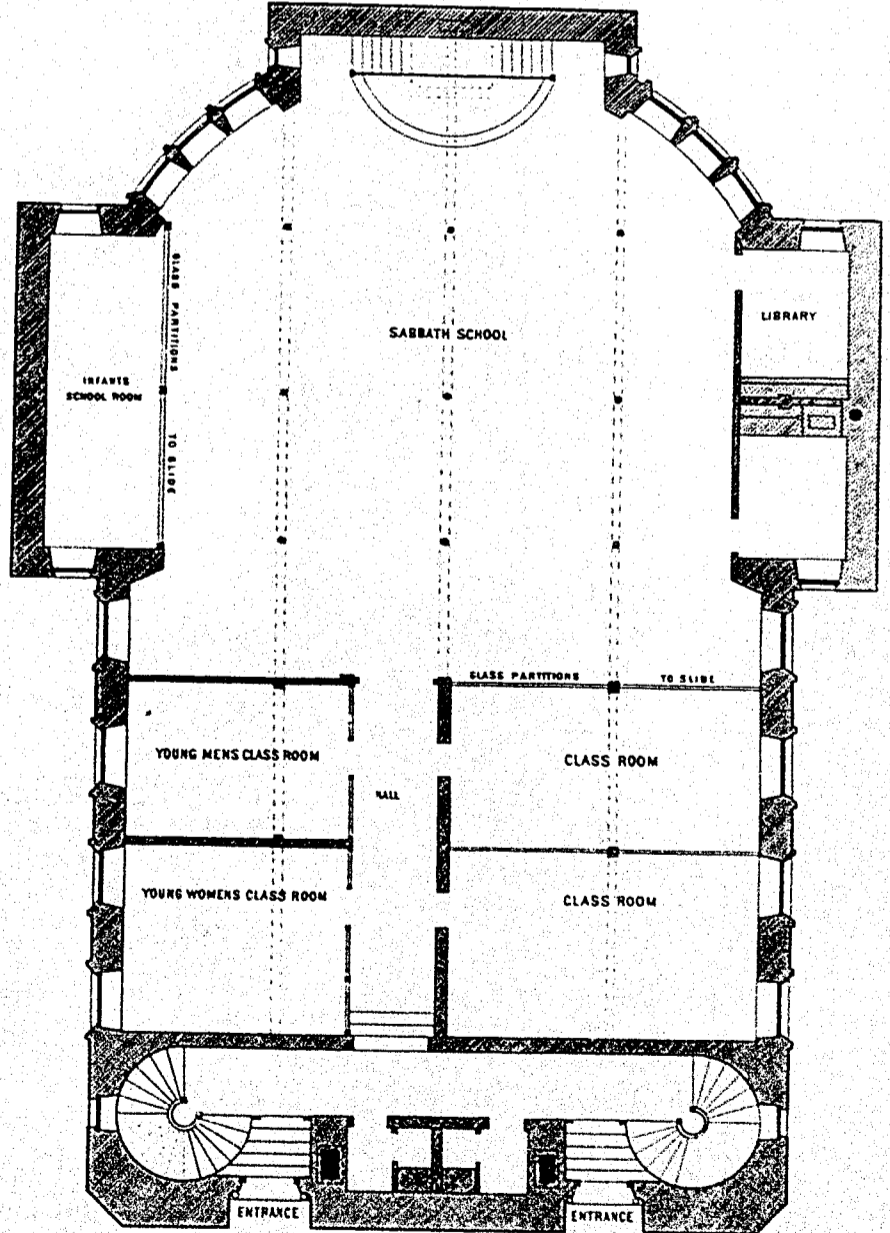 SABBATH SCHOOL
LIBRARY
INFANTS
SCHOOL ROOM
GLASS PARTITIONS TO SLIDE
GLASS PARTITIONS TO SLIDE
YOUNG MENS CLASS ROOM
CLASS ROOM
HALL
YOUNG WOMENS CLASS ROOM
CLASS ROOM
ENTRANCE
ENTRANCE